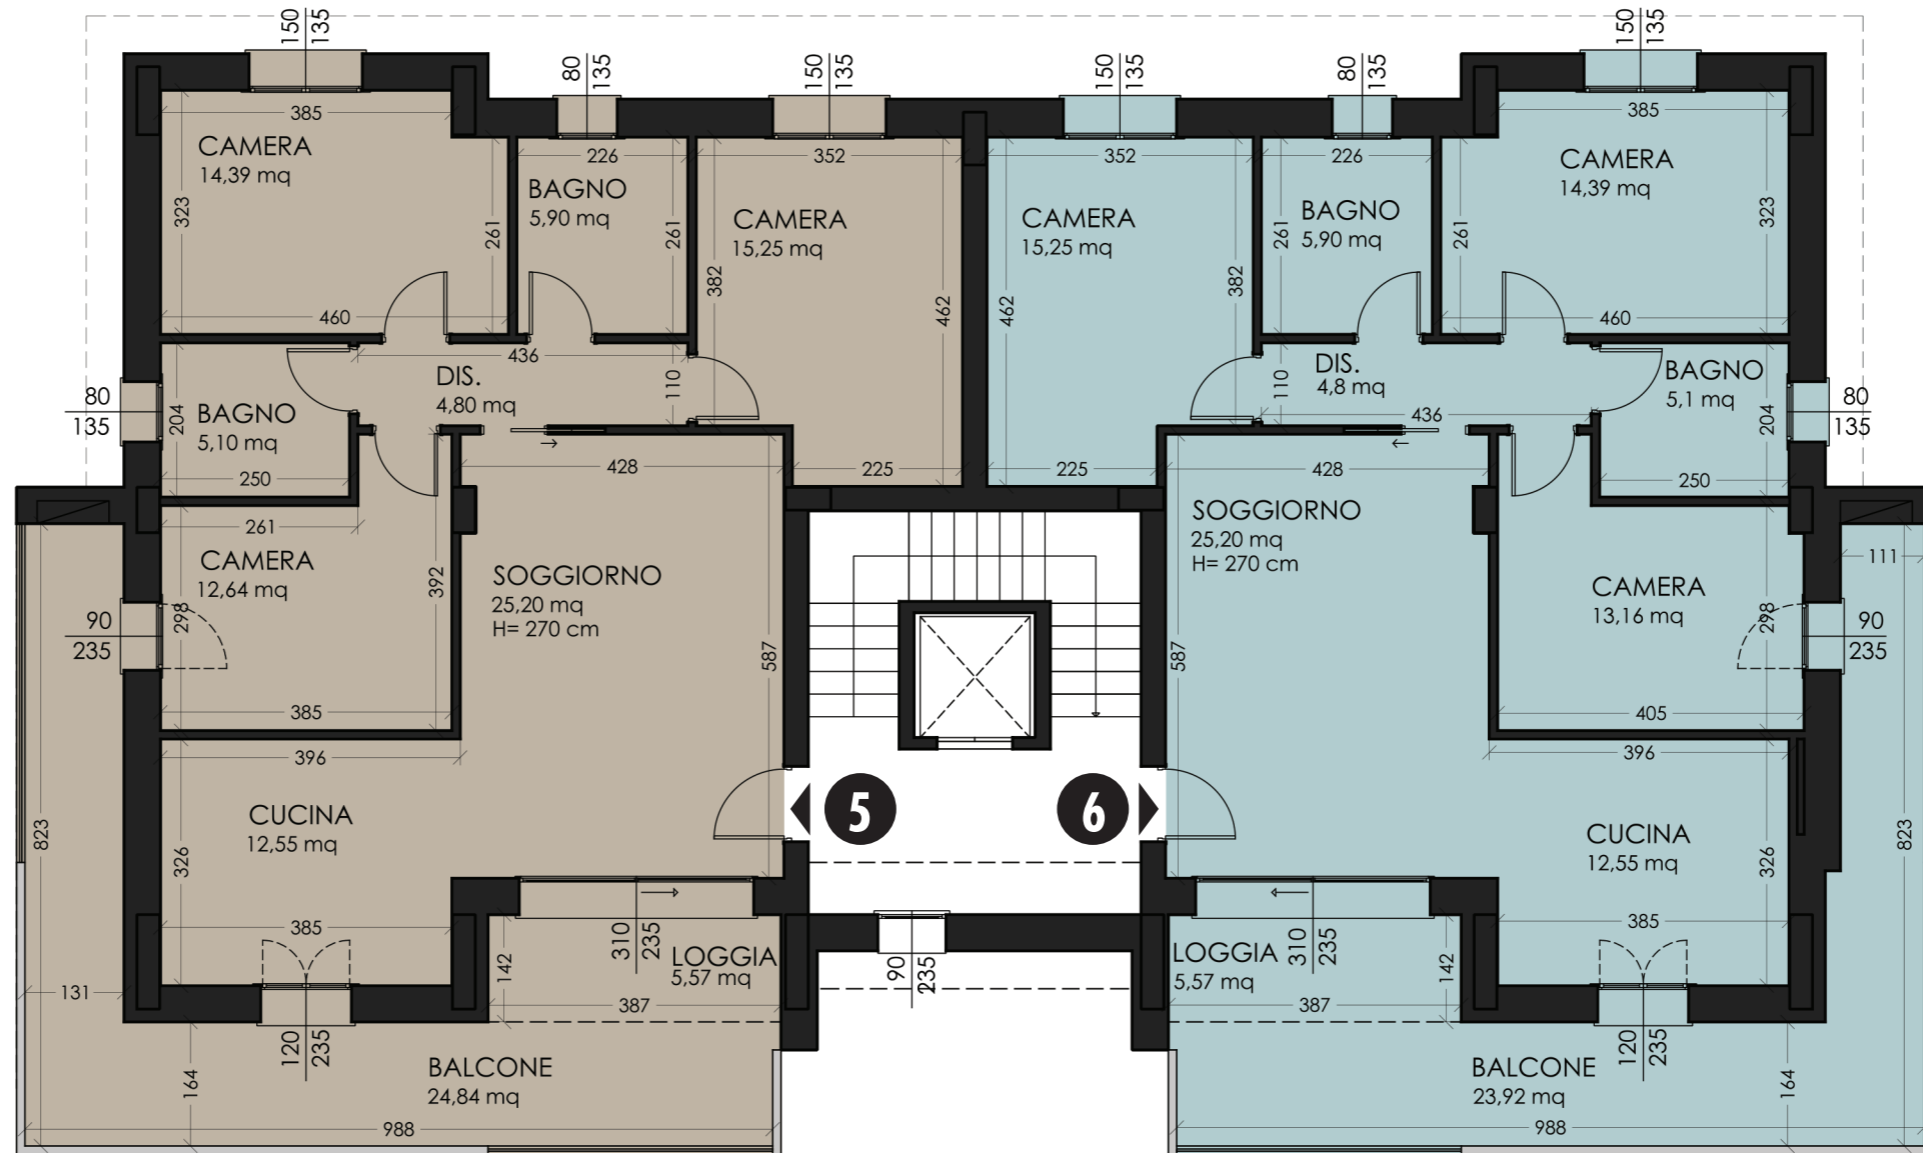 150
135
80
135
150
135
150
135
80
135
150
135
385
CAMERA
14,39 mq
323
261
460
226
BAGNO
5,90 mq
261
352
CAMERA
15,25 mq
382
462
225
352
CAMERA
15,25 mq
462
382
225
226
BAGNO
5,90 mq
261
385
CAMERA
14,39 mq
261
323
460
436
DIS.
4,80 mq
110
80
135
BAGNO
5,10 mq
204
250
DIS.
4,8 mq
110
436
BAGNO
5,1 mq
204
250
80
135
261
CAMERA
12,64 mq
298
392
385
90
235
428
SOGGIORNO
25,20 mq
H= 270 cm
587
428
SOGGIORNO
25,20 mq
H= 270 cm
587
CAMERA
13,16 mq
298
405
111
90
235
396
CUCINA
12,55 mq
326
385
823
5
6
396
CUCINA
12,55 mq
326
385
823
131
142
310
235
LOGGIA
5,57 mq
387
90
235
LOGGIA
5,57 mq
310
235
142
387
120
235
BALCONE
24,84 mq
164
988
120
235
BALCONE
23,92 mq
164
988